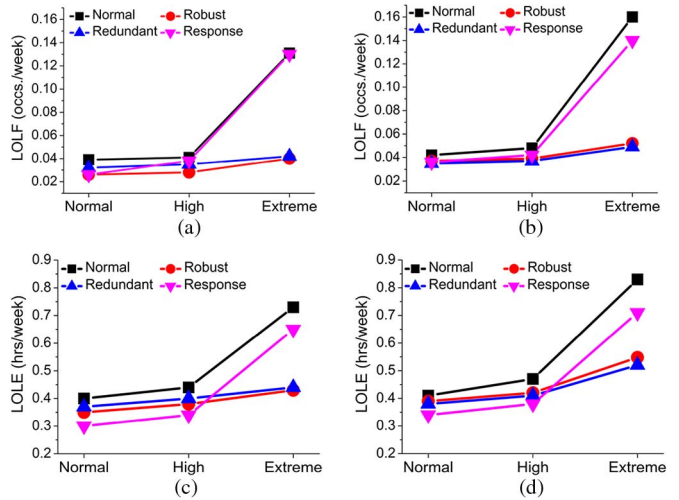 Normal Robust
Redundant Response
LOLF (occs./week)
0.16
0.14
0.12
0.10
0.08
0.06
0.04
0.02
Normal High Extreme
(a)
Normal Robust
Redundant Response
LOLF (occs./week)
0.16
0.14
0.12
0.10
0.08
0.06
0.04
0.02
Normal High Extreme
(b)
Normal Robust
Redundant Response
LOLE (hrs/week)
0.9
0.8
0.7
0.6
0.5
0.4
0.3
0.2
Normal High Extreme
(c)
Normal Robust
Redundant Response
LOLE (hrs/week)
0.9
0.8
0.7
0.6
0.5
0.4
0.3
0.2
Normal High Extreme
(d)